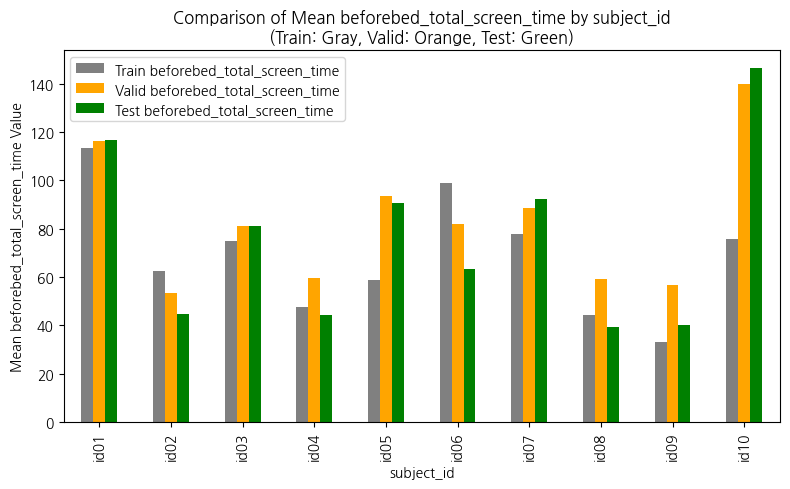 Comparison of Mean beforebed_total_screen_time by subject_id
(Train: Gray, Valid: Orange, Test: Green)
Train beforebed_total_screen_time
Valid beforebed_total_screen_time
Test beforebed_total_screen_time
Mean beforebed_total_screen_time Value
140
120
100
80
60
40
20
0
id01
id02
id03
id04
id05
id06
id07
id08
id09
id10
subject_id